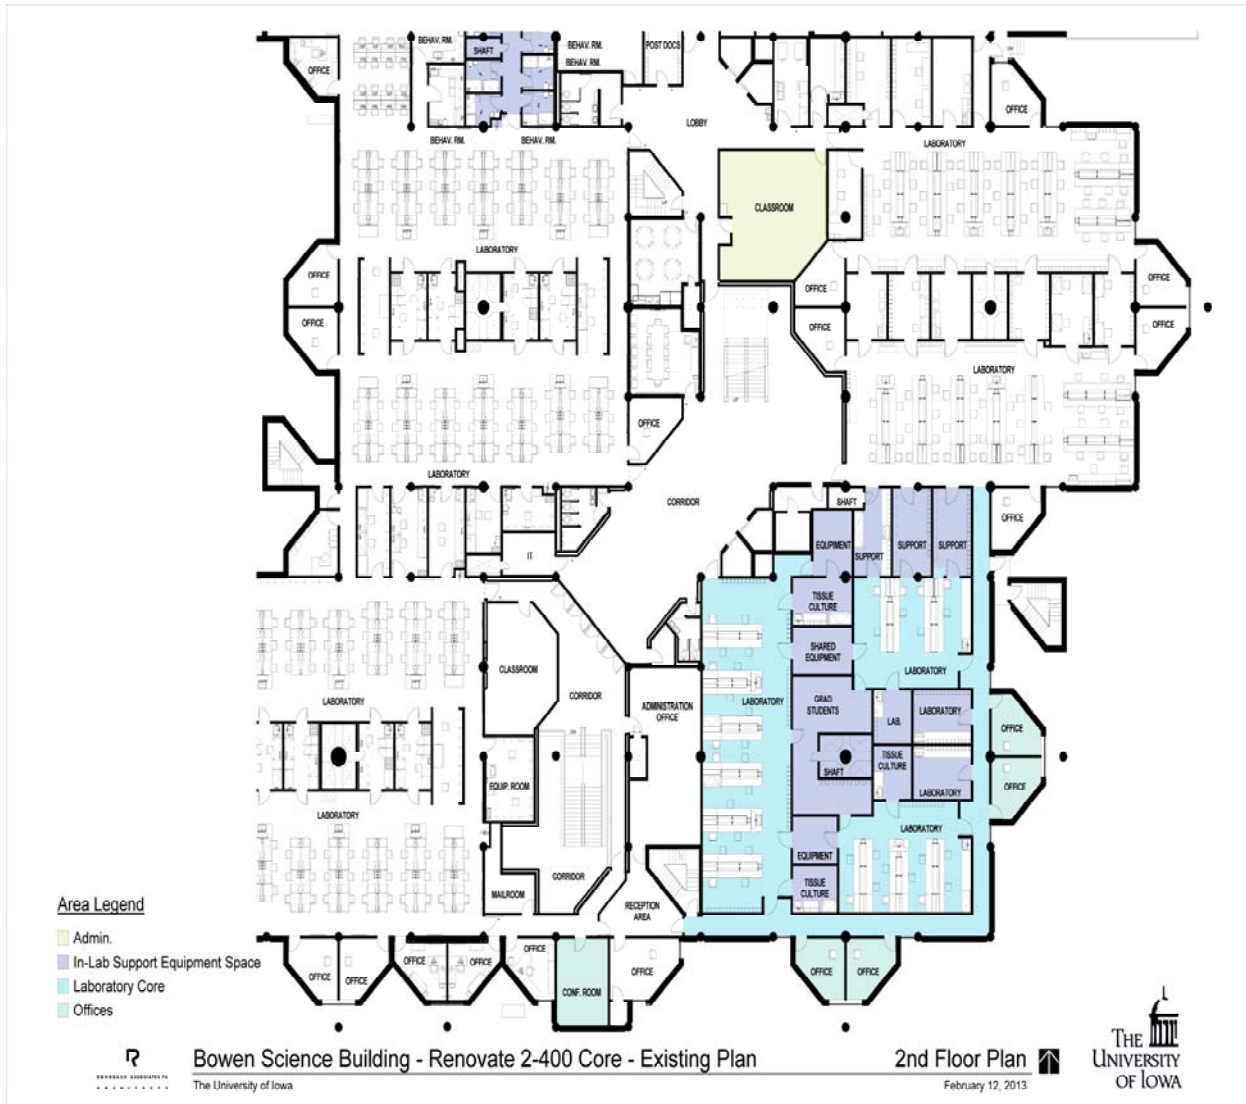 BEHAV. RM.
SHAFT
BEHAV. RM.
BEHAV. RM.
POST DOCS
OFFICE
OFFICE
LOBBY
BEHAV. RM.
BEHAV. RM.
LABORATORY
CLASSROOM
LABORATORY
OFFICE
OFFICE
OFFICE
OFFICE
OFFICE
OFFICE
LABORATORY
OFFICE
LABORATORY
CORRIDOR
SHAFT
OFFICE
EQUIPMENT
SUPPORT
SUPPORT
SUPPORT
IT
TISSUE
CULTURE
SHARED
EQUIPMENT
CLASSROOM
CORRIDOR
LABORATORY
LABORATORY
ADMINISTRATION
OFFICE
LABORATORY
GRAD
STUDENTS
LAB.
LABORATORY
OFFICE
TISSUE
CULTURE
SHAFT
EQUIP. ROOM
OFFICE
LABORATORY
LABORATORY
LABORATORY
EQUIPMENT
CORRIDOR
TISSUE
CULTURE
MAILROOM
RECEPTION
AREA
OFFICE
OFFICE
OFFICE
OFFICE
OFFICE
CONF. ROOM
OFFICE
OFFICE
OFFICE
Area Legend
Admin.
In-Lab Support Equipment Space
Laboratory Core
Offices
Bowen Science Building - Renovate 2-400 Core - Existing Plan
2nd Floor Plan
The University of Iowa
February 12, 2013
THE
UNIVERSITY
OF IOWA